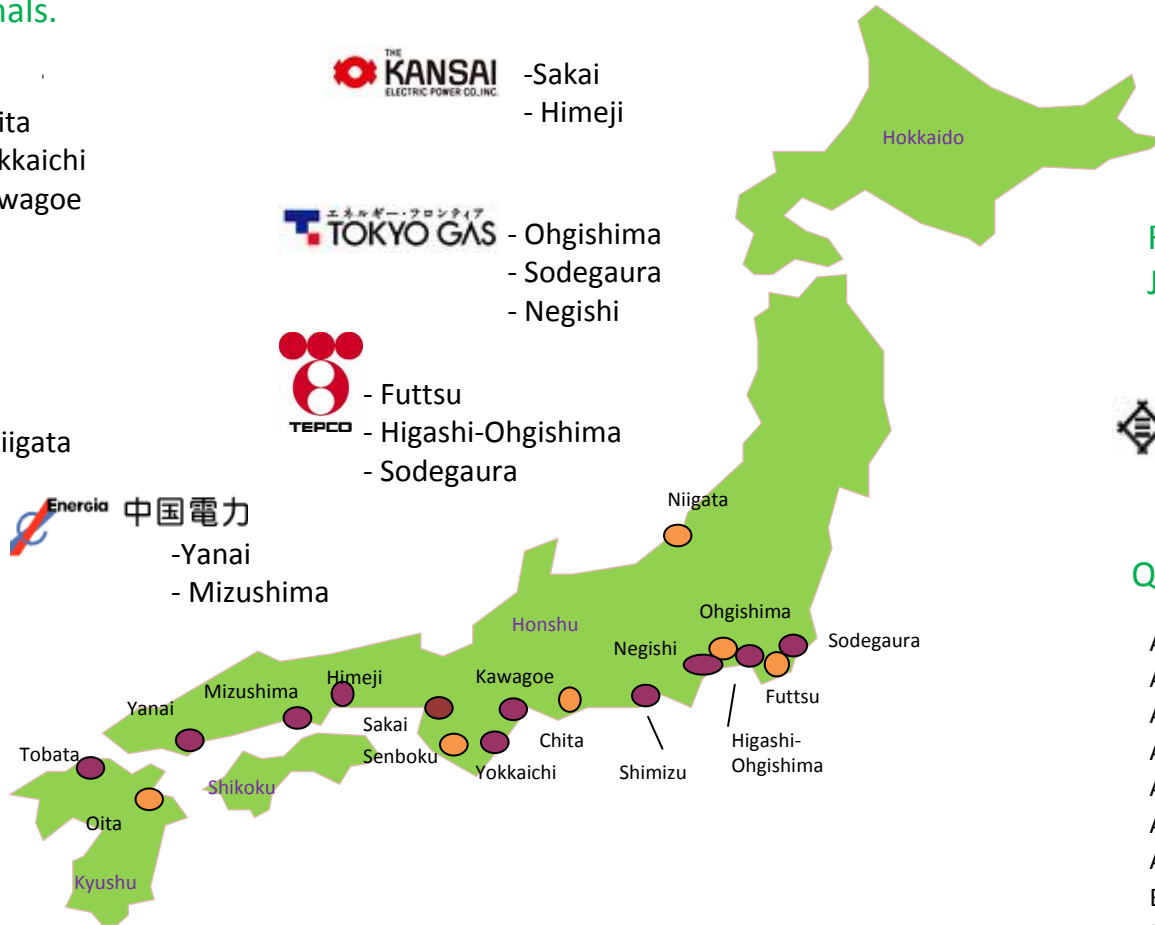 nals.
ita
kkaichi
wagoe
THE
KANSAI
ELECTRIC POWER CO.,INC.
-Sakai
- Himeji
エネルギー・フロンティア
TOKYO GAS
- Ohgishima
- Sodegaura
- Negishi
TEPCO
- Futtsu
- Higashi-Ohgishima
- Sodegaura
iigata
Energia 中国電力
-Yanai
- Mizushima
Hokkaido
Niigata
Honshu
Ohgishima
Negishi
Sodegaura
Futtsu
Himeji
Kawagoe
Mizushima
Yanai
Sakai
Chita
Higashi-
Ohgishima
Tobata
Senboku
Yokkaichi
Shimizu
Shikoku
Oita
Kyushu
J
Q
A
A
A
A
A
A
A